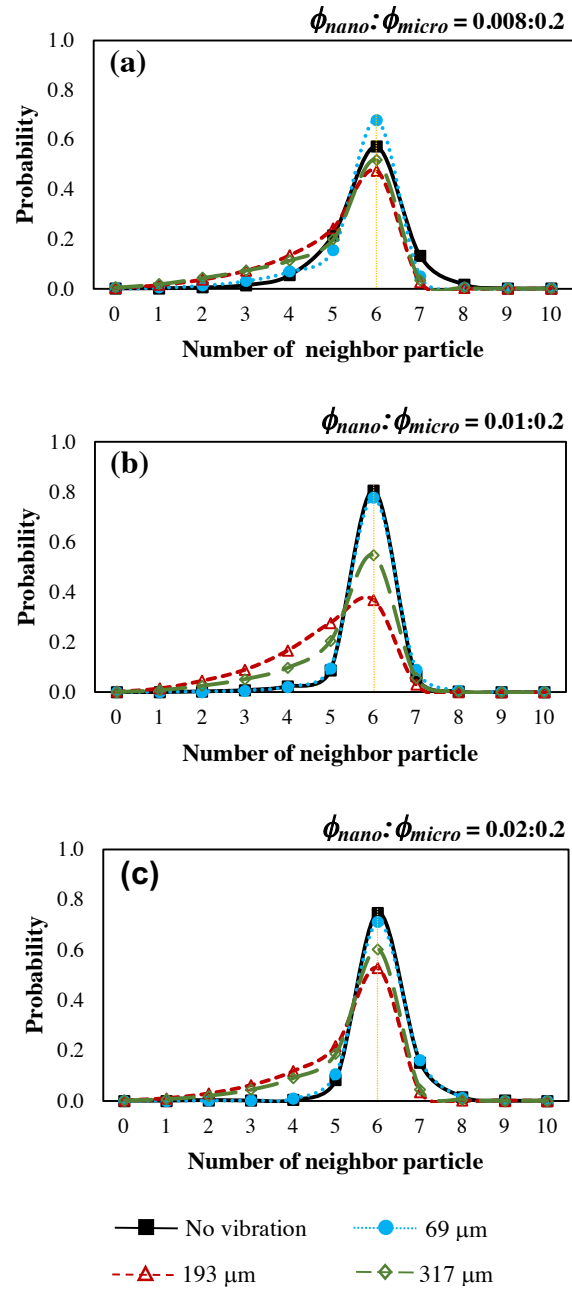 ϕnano:ϕmicro = 0.008:0.2
(a)
1.0
0.8
0.6
0.4
0.2
0.0
Probability
0 1 2 3 4 5 6 7 8 9 10
Number of neighbor particle
ϕnano:ϕmicro = 0.01:0.2
(b)
1.0
0.8
0.6
0.4
0.2
0.0
Probability
0 1 2 3 4 5 6 7 8 9 10
Number of neighbor particle
ϕnano:ϕmicro = 0.02:0.2
(c)
1.0
0.8
0.6
0.4
0.2
0.0
Probability
0 1 2 3 4 5 6 7 8 9 10
Number of neighbor particle
No vibration 69 μm
193 μm 317 μm